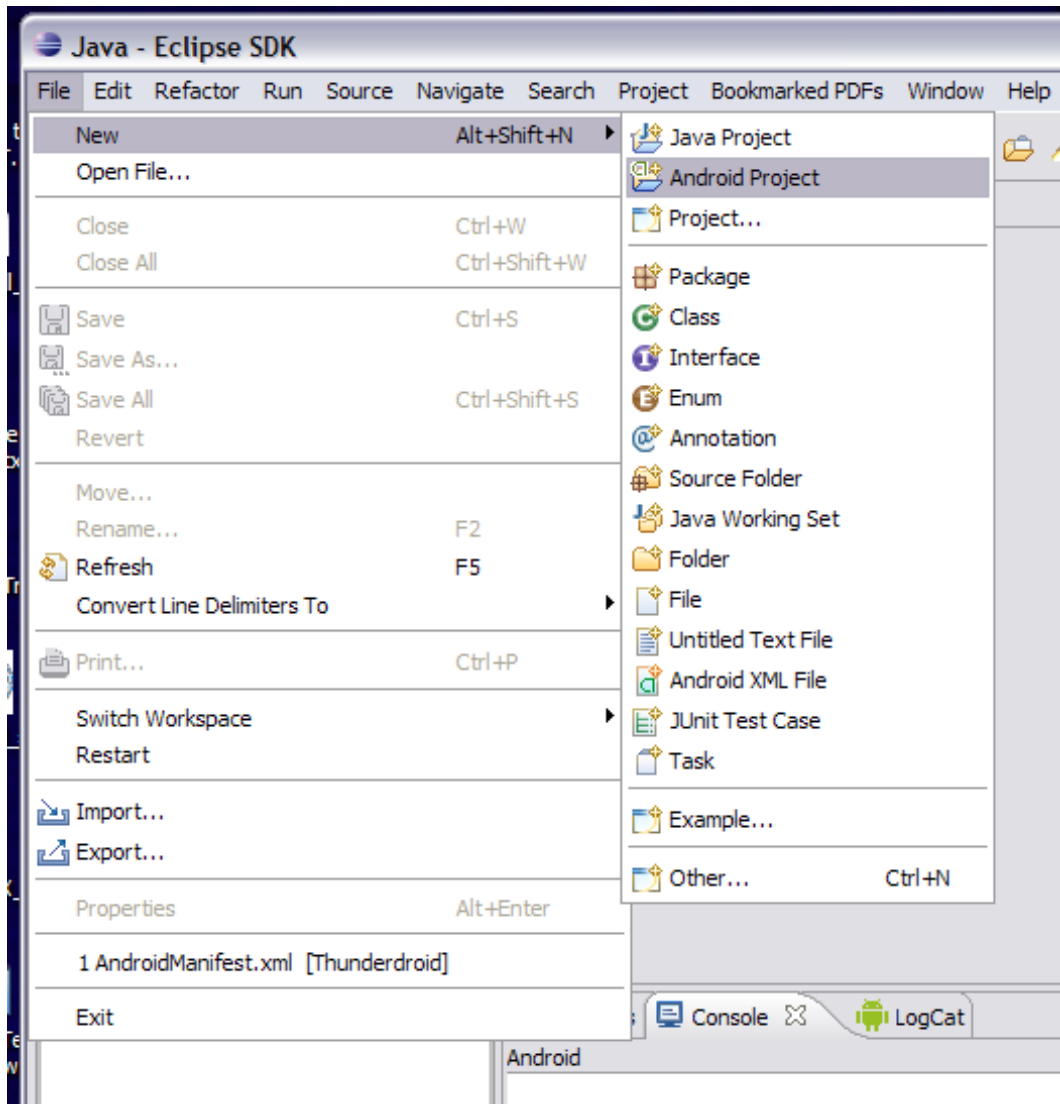 Java - Eclipse SDK
File Edit Refactor Run Source Navigate Search Project Bookmarked PDFs Window Help
New Alt+Shift+N
Open File...
Close Ctrl+W
Close All Ctrl+Shift+W
Save Ctrl+S
Save As...
Save All Ctrl+Shift+S
Revert
Move...
Rename... F2
Refresh F5
Convert Line Delimiters To
Print... Ctrl+P
Switch Workspace
Restart
Import...
Export...
Properties Alt+Enter
1 AndroidManifest.xml [Thunderdroid]
Exit
Java Project
Android Project
Project...
Package
Class
Interface
Enum
Annotation
Source Folder
Java Working Set
Folder
File
Untitled Text File
Android XML File
JUnit Test Case
Task
Example...
Other... Ctrl+N
Console LogCat
Android